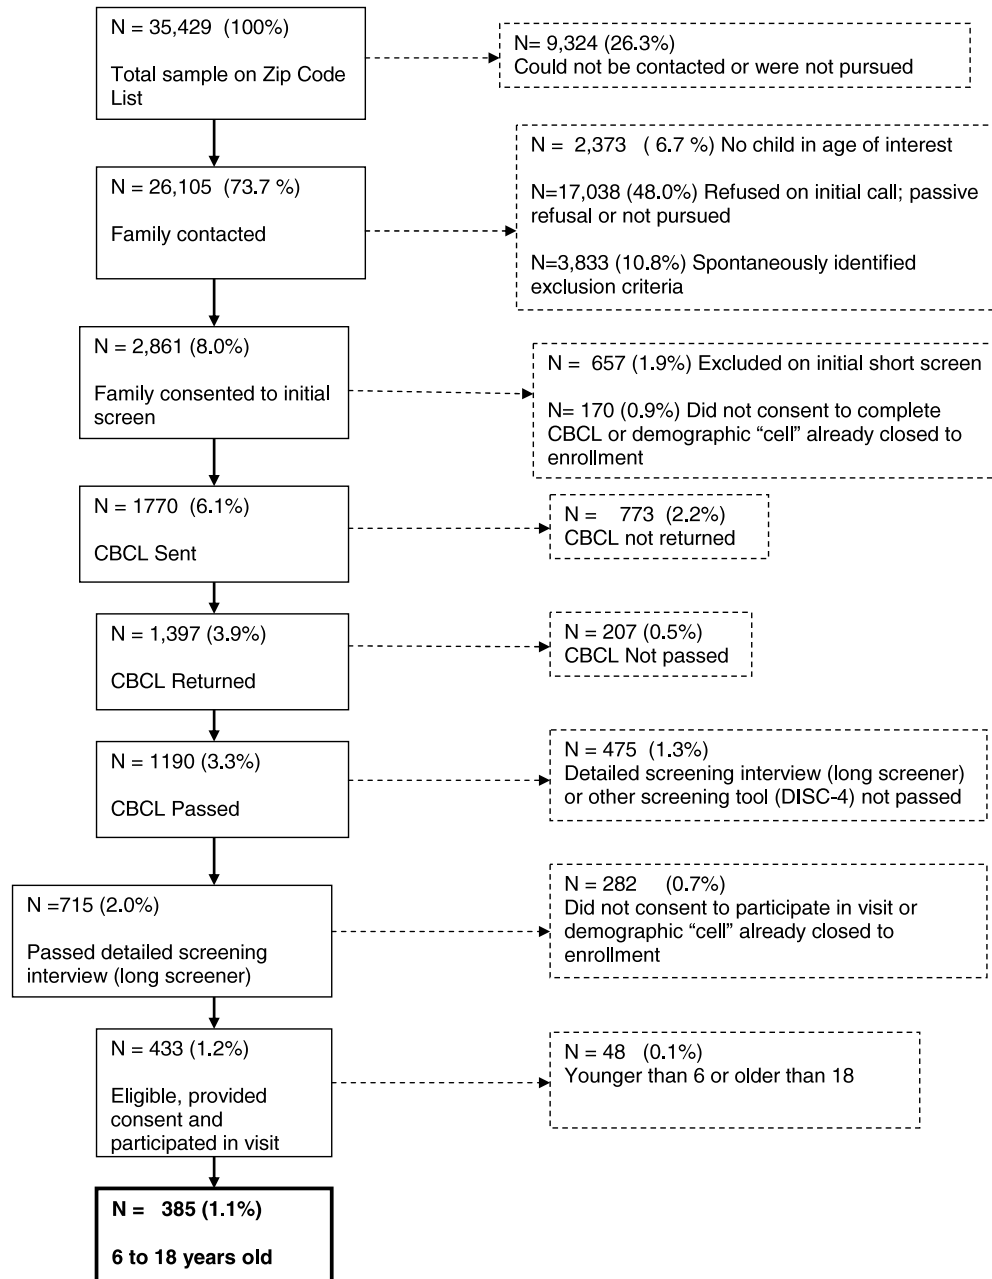 N = 35,429 (100%)
Total sample on Zip Code
List
N= 9,324 (26.3%)
Could not be contacted or were not pursued
N = 26,105 (73.7 %)
Family contacted
N = 2,373 ( 6.7 %) No child in age of interest
N=17,038 (48.0%) Refused on initial call; passive
refusal or not pursued
N=3,833 (10.8%) Spontaneously identified
exclusion criteria
N = 2,861 (8.0%)
Family consented to initial
screen
N = 657 (1.9%) Excluded on initial short screen
N= 170 (0.9%) Did not consent to complete
CBCL or demographic “cell” already closed to
enrollment
N = 1770 (6.1%)
CBCL Sent
N = 773 (2.2%)
CBCL not returned
N = 1,397 (3.9%)
CBCL Returned
N = 207 (0.5%)
CBCL Not passed
N = 1190 (3.3%)
CBCL Passed
N = 475 (1.3%)
Detailed screening interview (long screener)
or other screening tool (DISC-4) not passed
N =715 (2.0%)
Passed detailed screening
interview (long screener)
N = 282 (0.7%)
Did not consent to participate in visit or
demographic “cell” already closed to
enrollment
N = 433 (1.2%)
Eligible, provided
consent and
participated in visit
N = 48 (0.1%)
Younger than 6 or older than 18
N = 385 (1.1%)
6 to 18 years old